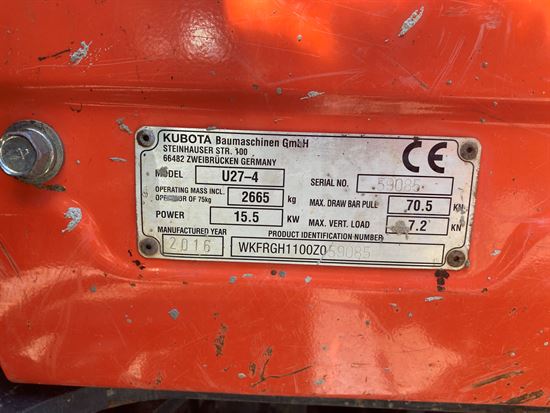 KUBOTA Baumaschinen GmbH
STEINHAUSER STR. 100
66482 ZWEIBRÜCKEN GERMANY
CE
MODEL U27-4 SERIAL NO. 59085
OPERATING MASS INCL. OPERATOR OF 75kg 2665 kg MAX. DRAW BAR PULL 70.5 KN
POWER 15.5 KW MAX. VERT. LOAD 7.2 KN
MANUFACTURED YEAR PRODUCT IDENTIFICATION NUMBER
2016 WKFRGH1100Z059085